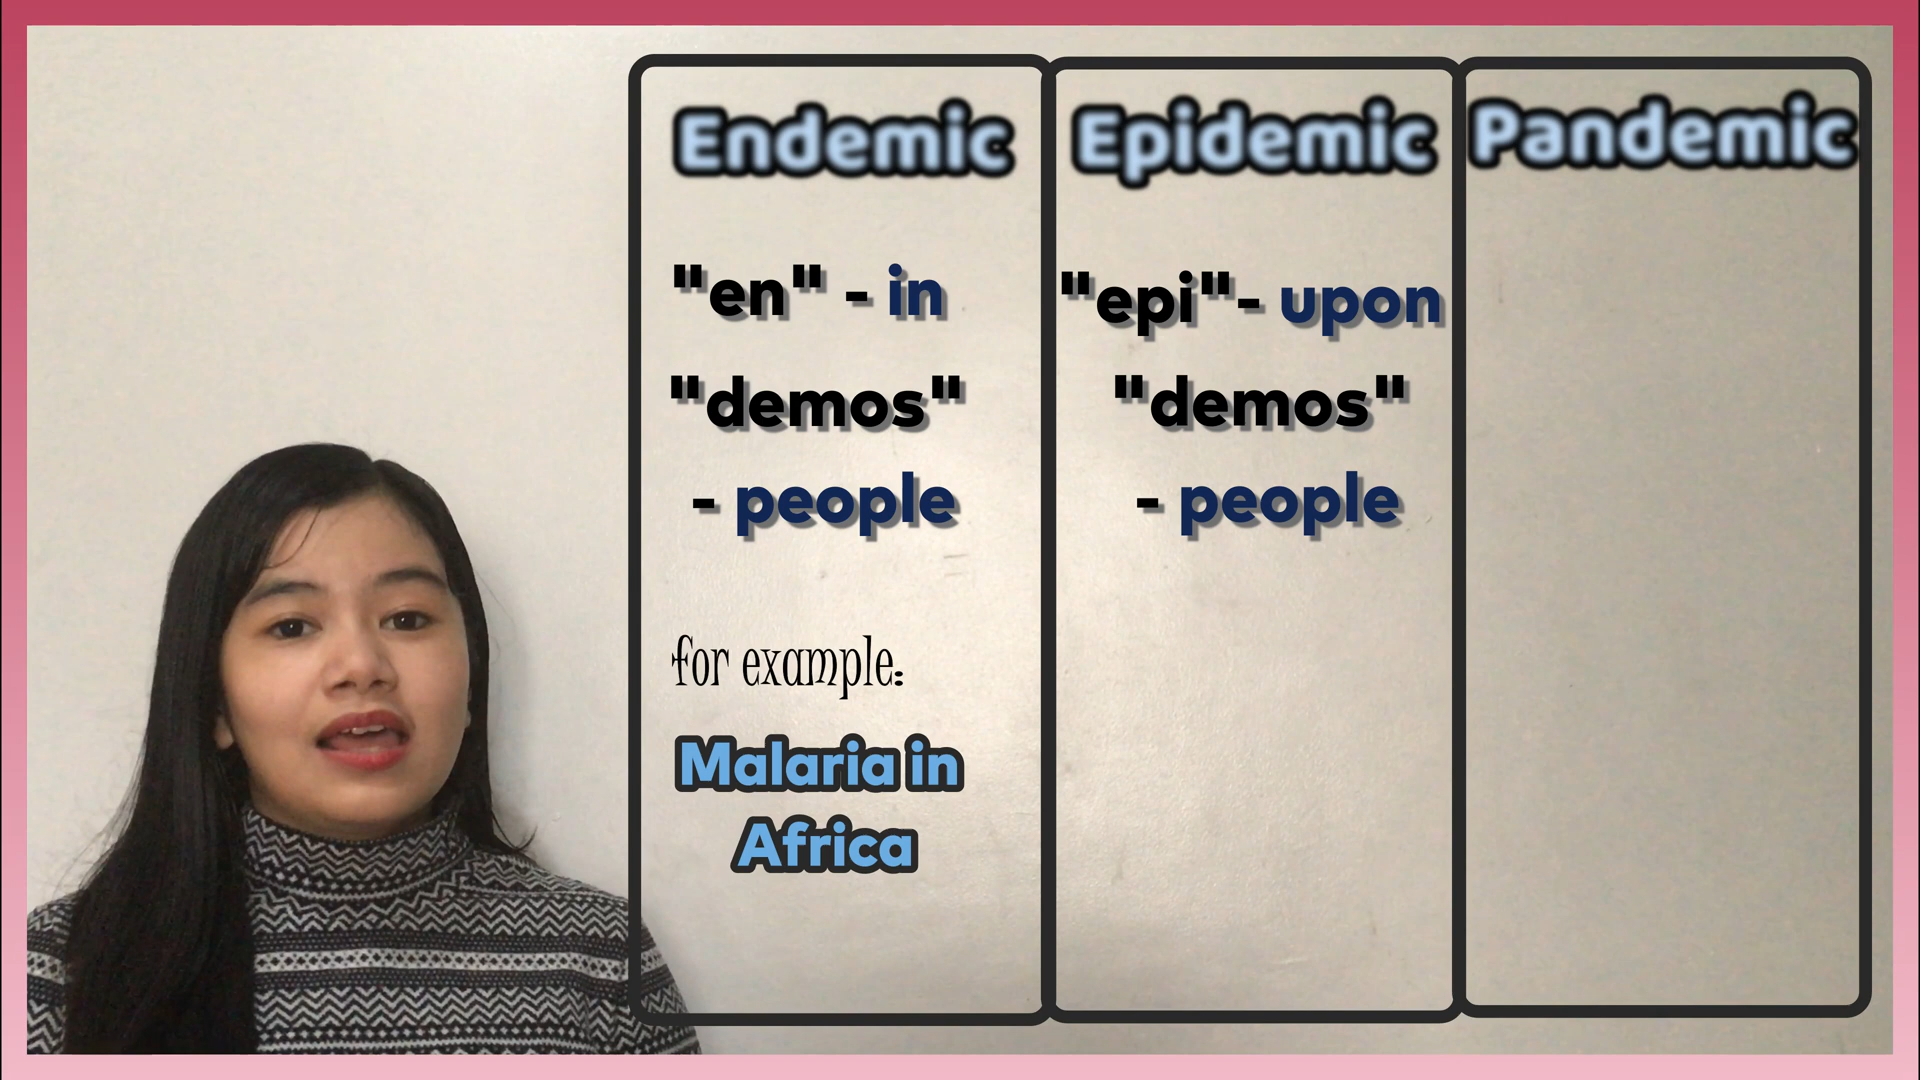 Endemic
"en" - in
"demos"
- people
for example:
Malaria in
Africa
Epidemic
"epi"- upon
"demos"
- people
Pandemic